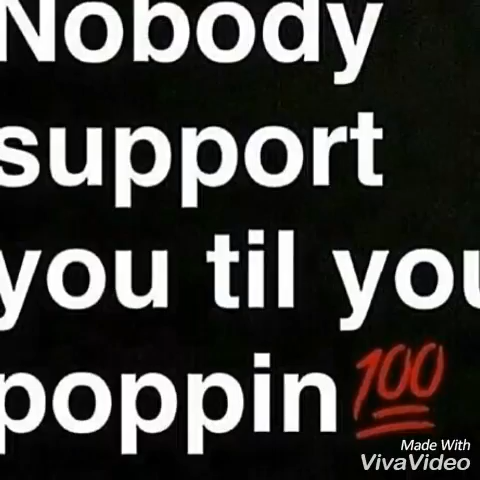 Nobody
support
you til you
poppin💯
Made With
VivaVideo